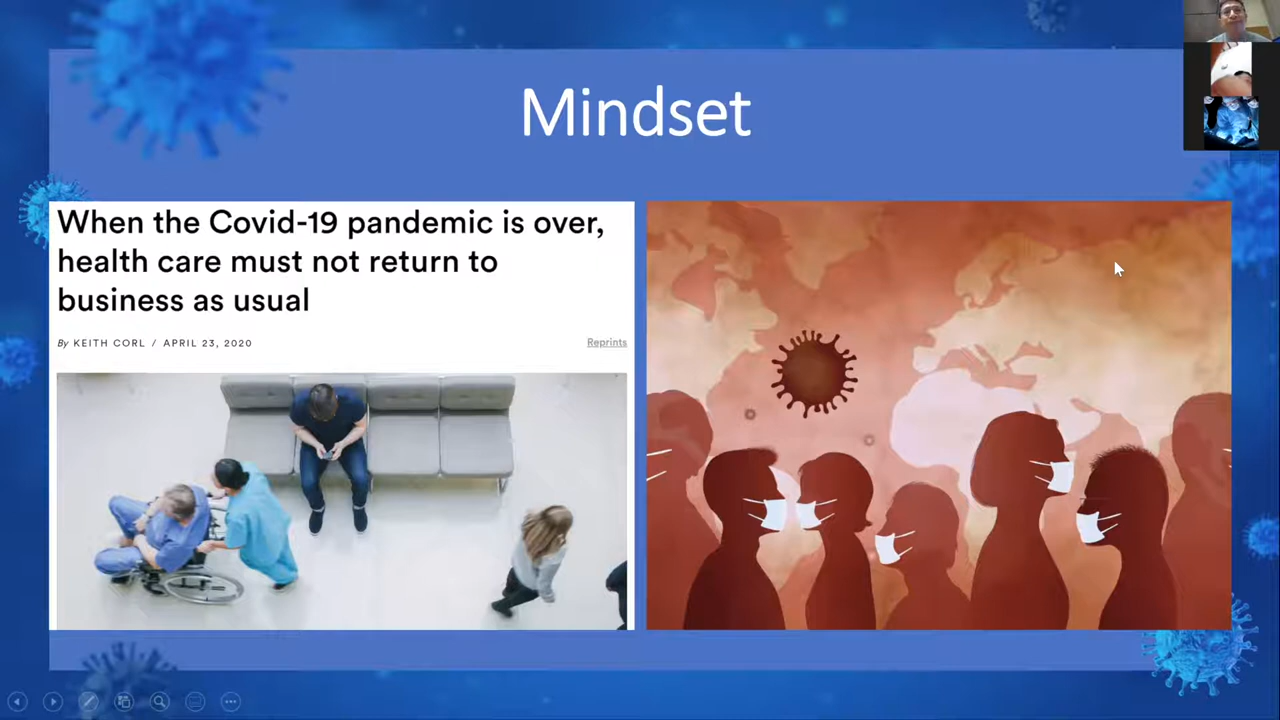 Mindset
When the Covid-19 pandemic is over,
health care must not return to
business as usual
By KEITH CORL / APRIL 23, 2020
Reprints